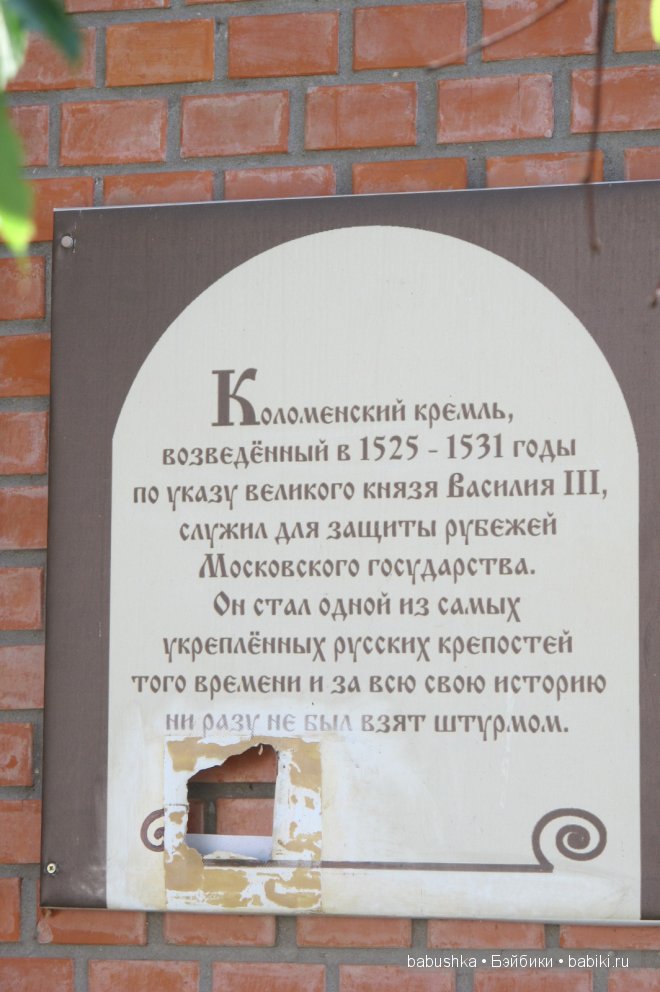 Коломенский кремль,
возведённый в 1525 - 1531 годы
по указу великого князя Василия III,
служил для защиты рубежей
Московского государства.
Он стал одной из самых
укреплённых русских крепостей
того времени и за всю свою историю
ни разу не был взят штурмом.
babushka • Бэйбики • babiki.ru